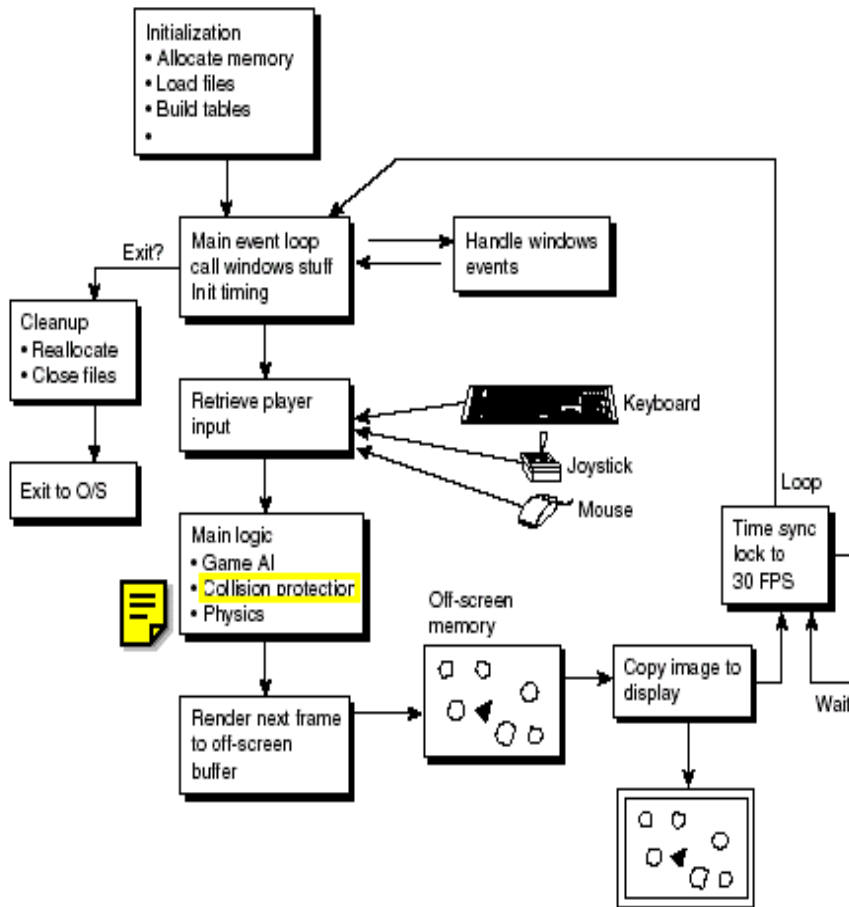 Initialization
• Allocate memory
• Load files
• Build tables
•
Main event loop
call windows stuff
Init timing
Handle windows
events
Exit?
Cleanup
• Reallocate
• Close files
Exit to O/S
Retrieve player
input
Keyboard
Joystick
Mouse
Main logic
• Game AI
• Collision protection
• Physics
Loop
Time sync
lock to
30 FPS
Off-screen
memory
Copy image to
display
Wait
Render next frame
to off-screen
buffer